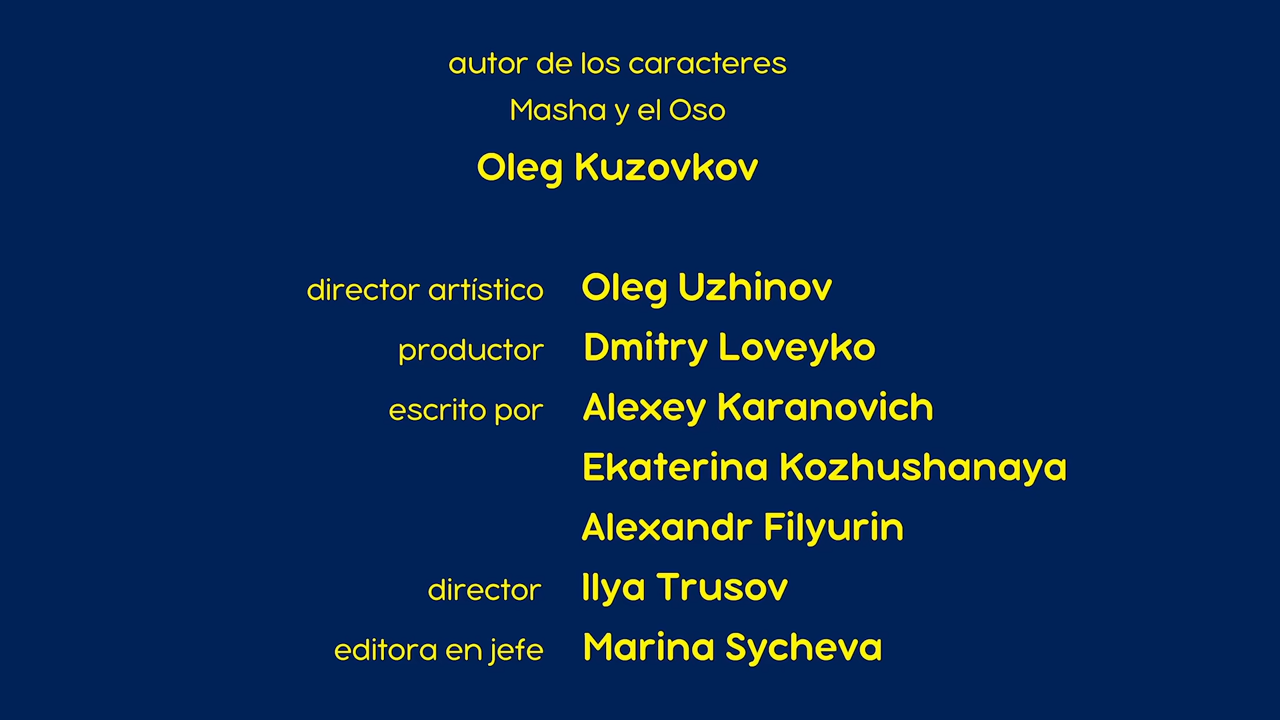 autor de los caracteres
Masha y el Oso
Oleg Kuzovkov
director artístico Oleg Uzhinov
productor Dmitry Loveyko
escrito por Alexey Karanovich
Ekaterina Kozhushanaya
Alexandr Filyurin
director Ilya Trusov
editora en jefe Marina Sycheva